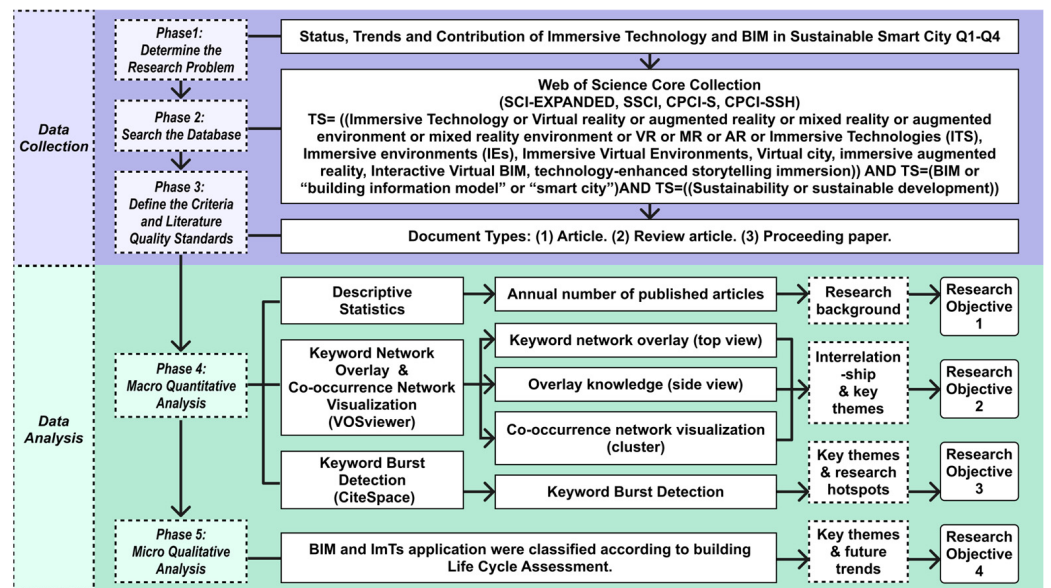 Data
Collection
Phase1:
Determine the
Research Problem
Status, Trends and Contribution of Immersive Technology and BIM in Sustainable Smart City Q1-Q4
Phase 2:
Search the Database
Web of Science Core Collection
(SCI-EXPANDED, SSCI, CPCI-S, CPCI-SSH)
TS= ((Immersive Technology or Virtual reality or augmented reality or mixed reality or augmented
environment or mixed reality environment or VR or MR or AR or Immersive Technologies (ITS),
Immersive environments (IEs), Immersive Virtual Environments, Virtual city, immersive augmented
reality, Interactive Virtual BIM, technology-enhanced storytelling immersion)) AND TS=(BIM or
“building information model” or “smart city”)AND TS=((Sustainability or sustainable development))
Phase 3:
Define the Criteria
and Literature
Quality Standards
Document Types: (1) Article. (2) Review article. (3) Proceeding paper.
Data
Analysis
Phase 4:
Macro Quantitative
Analysis
Descriptive
Statistics
Annual number of published articles
Research
background
Research
Objective
1
Keyword Network
Overlay &
Co-occurrence Network
Visualization
(VOSviewer)
Keyword network overlay (top view)
Overlay knowledge (side view)
Co-occurrence network visualization
(cluster)
Interrelation
-ship
& key
themes
Research
Objective
2
Keyword Burst
Detection
(CiteSpace)
Keyword Burst Detection
Key themes
& research
hotspots
Research
Objective
3
Phase 5:
Micro Qualitative
Analysis
BIM and ImTs application were classified according to building
Life Cycle Assessment.
Key themes
& future
trends
Research
Objective
4